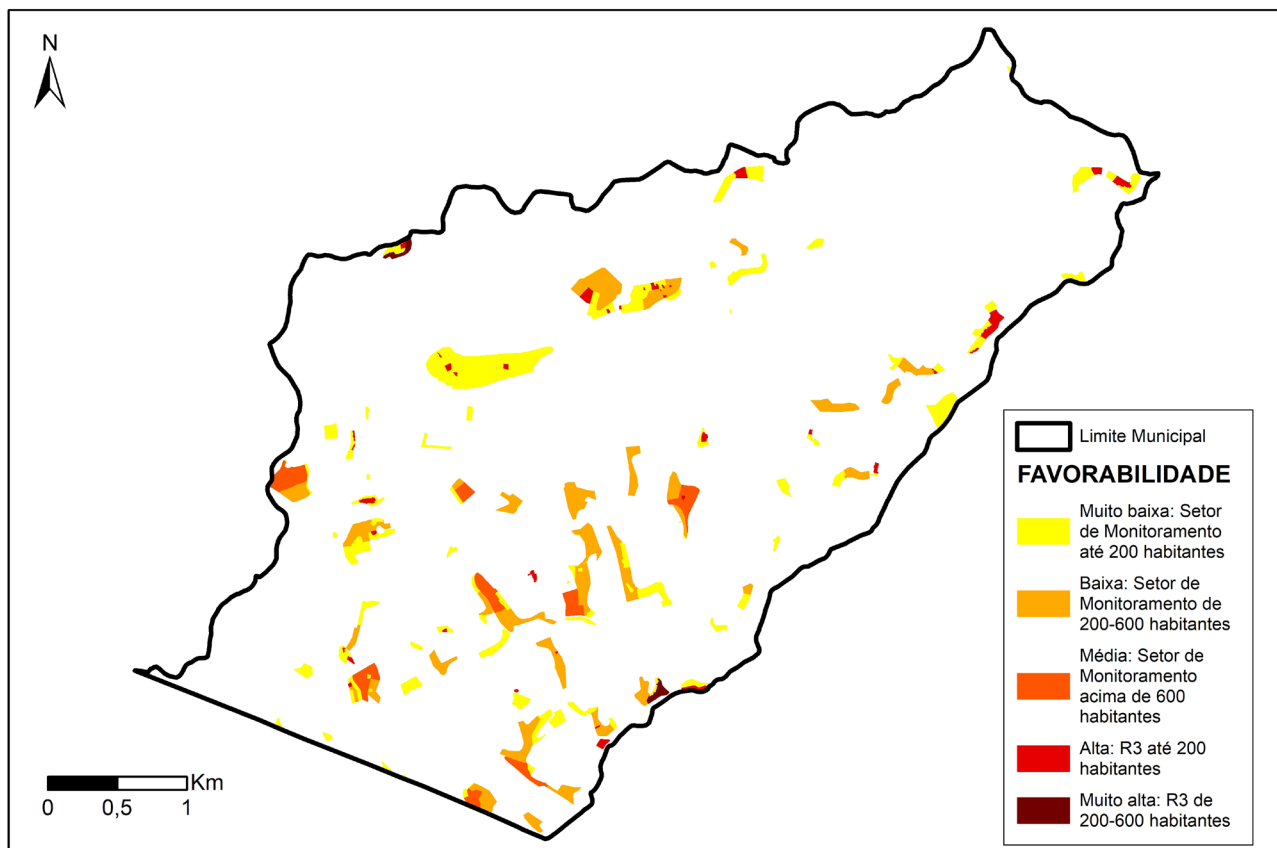 N
Limite Municipal
FAVORABILIDADE
Muito baixa: Setor
de Monitoramento
até 200 habitantes
Baixa: Setor de
Monitoramento de
200-600 habitantes
Média: Setor de
Monitoramento
acima de 600
habitantes
Alta: R3 até 200
habitantes
Muito alta: R3 de
200-600 habitantes
Km
0 0,5 1